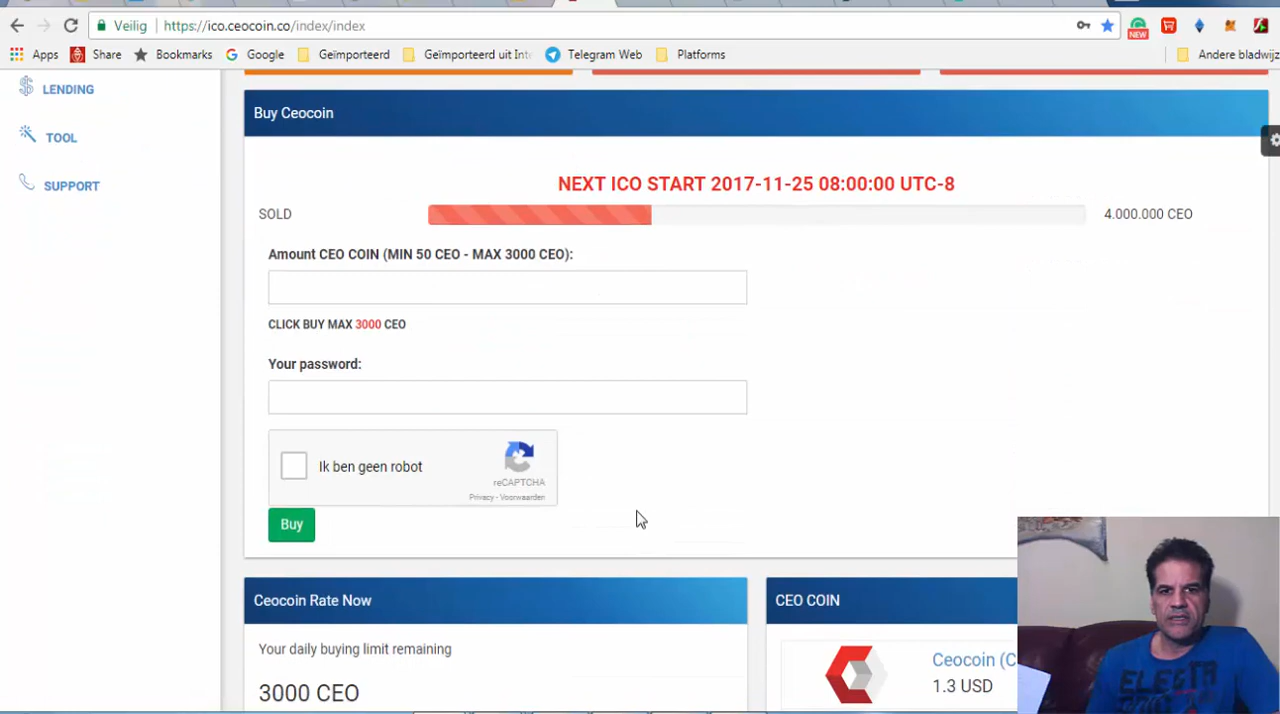 Veilig https://ico.ceocoin.co/index/index
NEW
Apps Share Bookmarks Google Geïmporteerd Geïmporteerd uit Int Telegram Web Platforms Andere bladwijz
LENDING
TOOL
SUPPORT
Buy Ceocoin
NEXT ICO START 2017-11-25 08:00:00 UTC-8
SOLD 4.000.000 CEO
Amount CEO COIN (MIN 50 CEO - MAX 3000 CEO):
CLICK BUY MAX 3000 CEO
Your password:
Ik ben geen robot
reCAPTCHA
Privacy - Voorwaarden
Buy
Ceocoin Rate Now
Your daily buying limit remaining
3000 CEO
CEO COIN
Ceocoin (C
1.3 USD